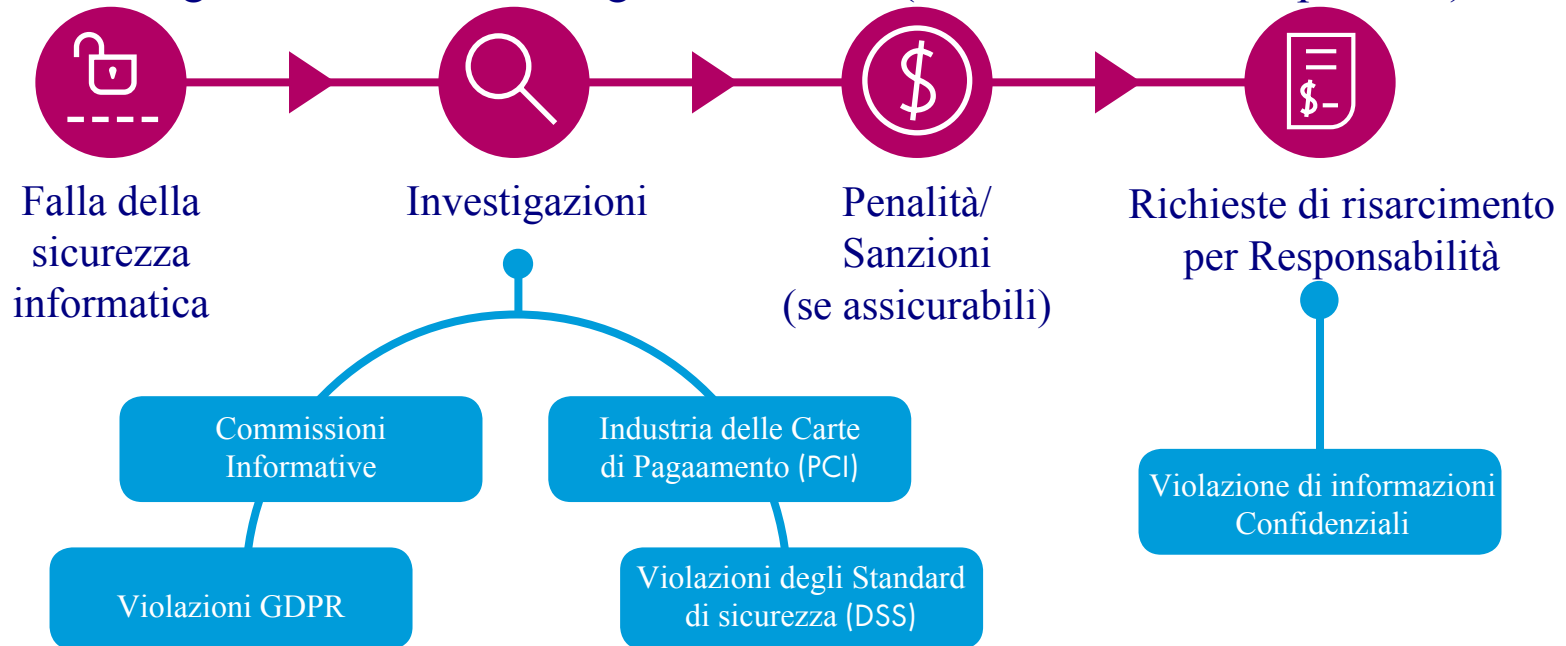 Falla della
sicurezza
informatica
Investigazioni
Penalità/
Sanzioni
(se assicurabili)
Richieste di risarcimento
per Responsabilità
Commissioni
Informative
Industria delle Carte
di Pagaamento (PCI)
Violazione di informazioni
Confidenziali
Violazioni GDPR
Violazioni degli Standard
di sicurezza (DSS)